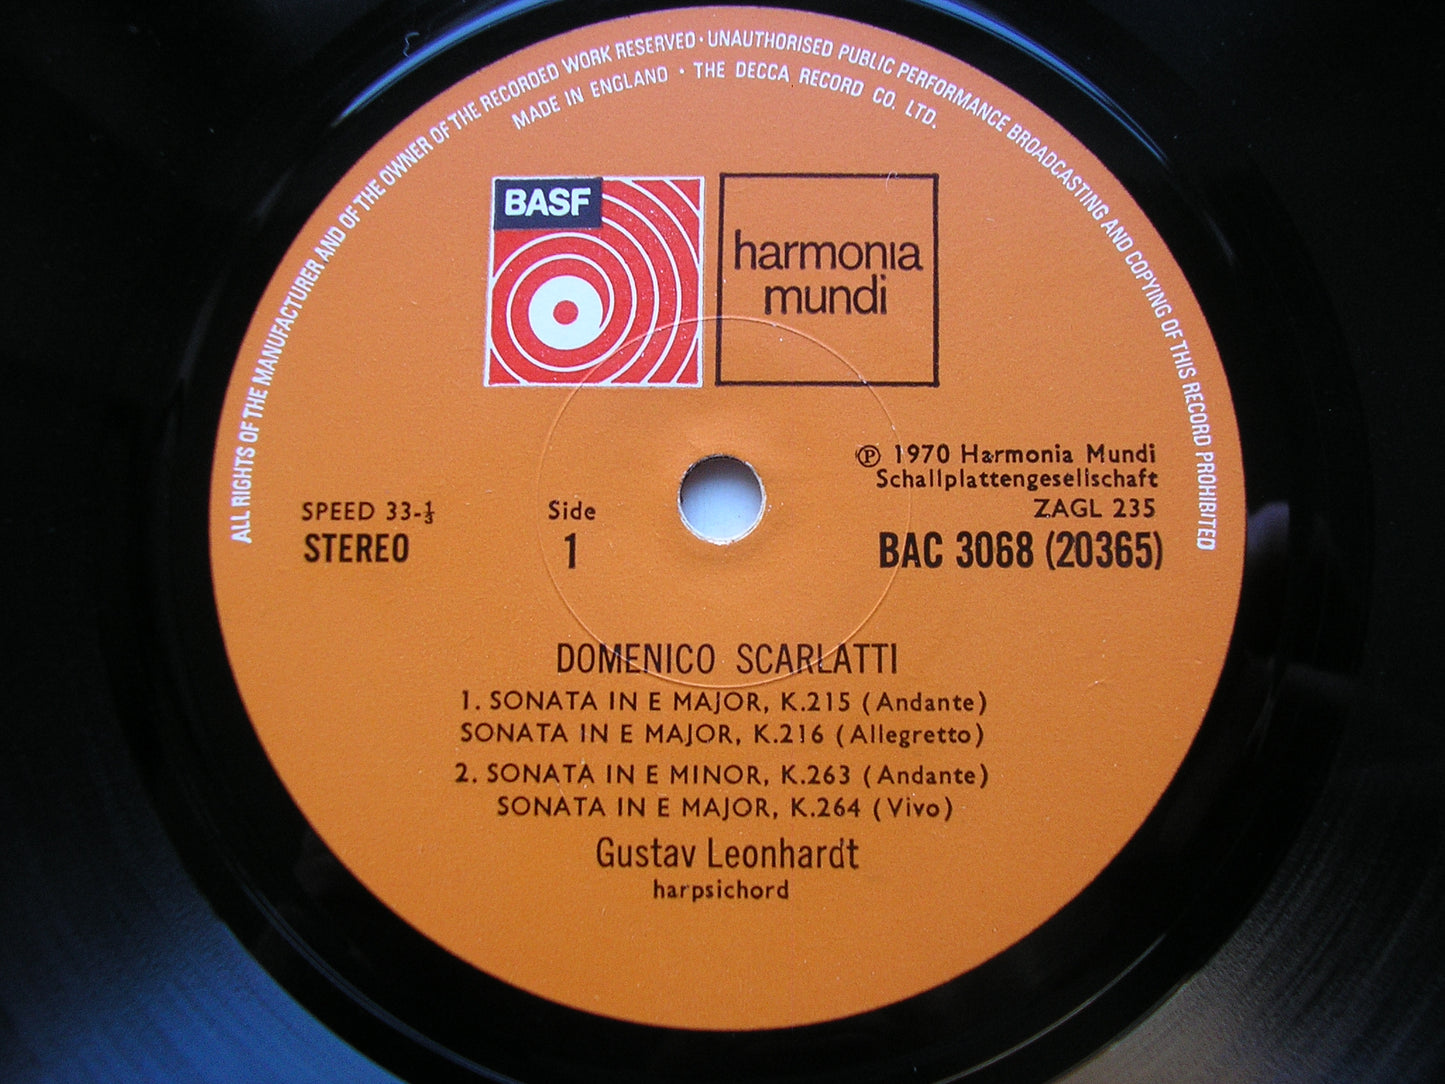 ALL RIGHTS OF THE MANUFACTURER AND OF THE OWNER OF THE RECORDED WORK RESERVED · UNAUTHORISED PUBLIC PERFORMANCE BROADCASTING AND COPYING OF THIS RECORD PROHIBITED
MADE IN ENGLAND · THE DECCA RECORD CO. LTD.
BASF
harmonia
mundi
Ⓟ 1970 Harmonia Mundi
Schallplattengesellschaft
SPEED 33-⅓ Side ZAGL 235
STEREO 1 BAC 3068 (20365)
DOMENICO SCARLATTI
1. SONATA IN E MAJOR, K.215 (Andante)
SONATA IN E MAJOR, K.216 (Allegretto)
2. SONATA IN E MINOR, K.263 (Andante)
SONATA IN E MAJOR, K.264 (Vivo)
Gustav Leonhardt
harpsichord